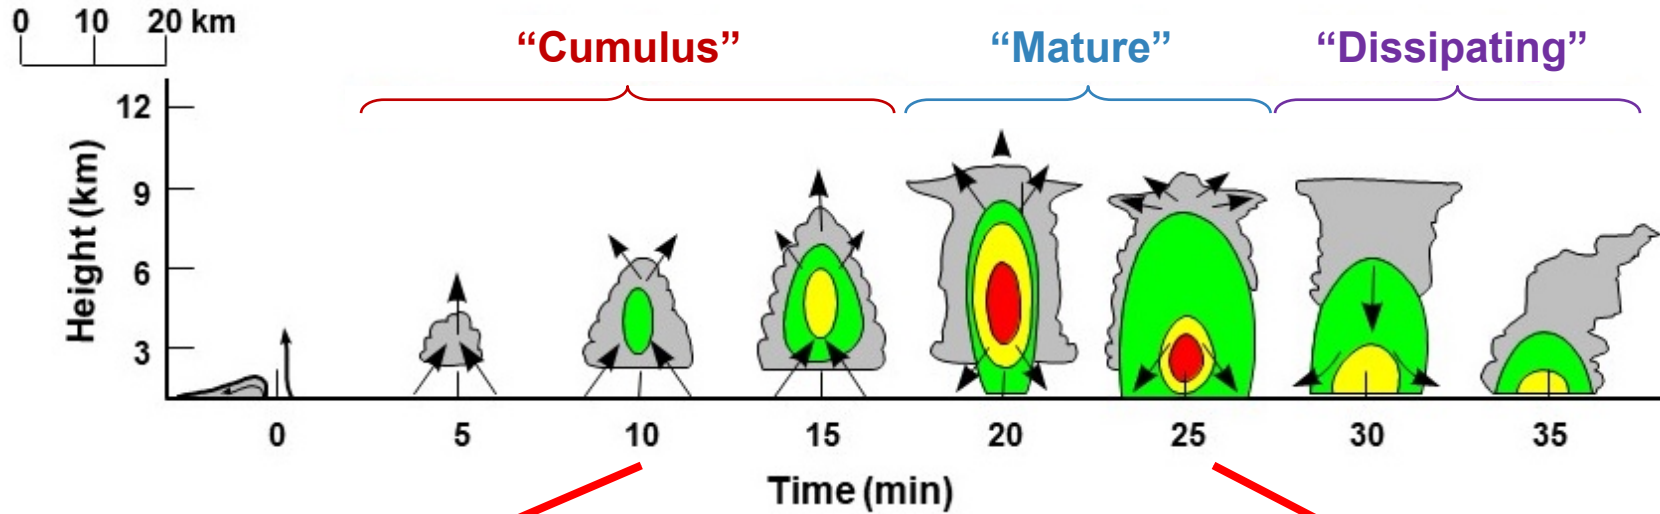 0 10 20 km
“Cumulus” “Mature” “Dissipating”
12
9
6
3
Height (km)
0 5 10 15 20 25 30 35
Time (min)